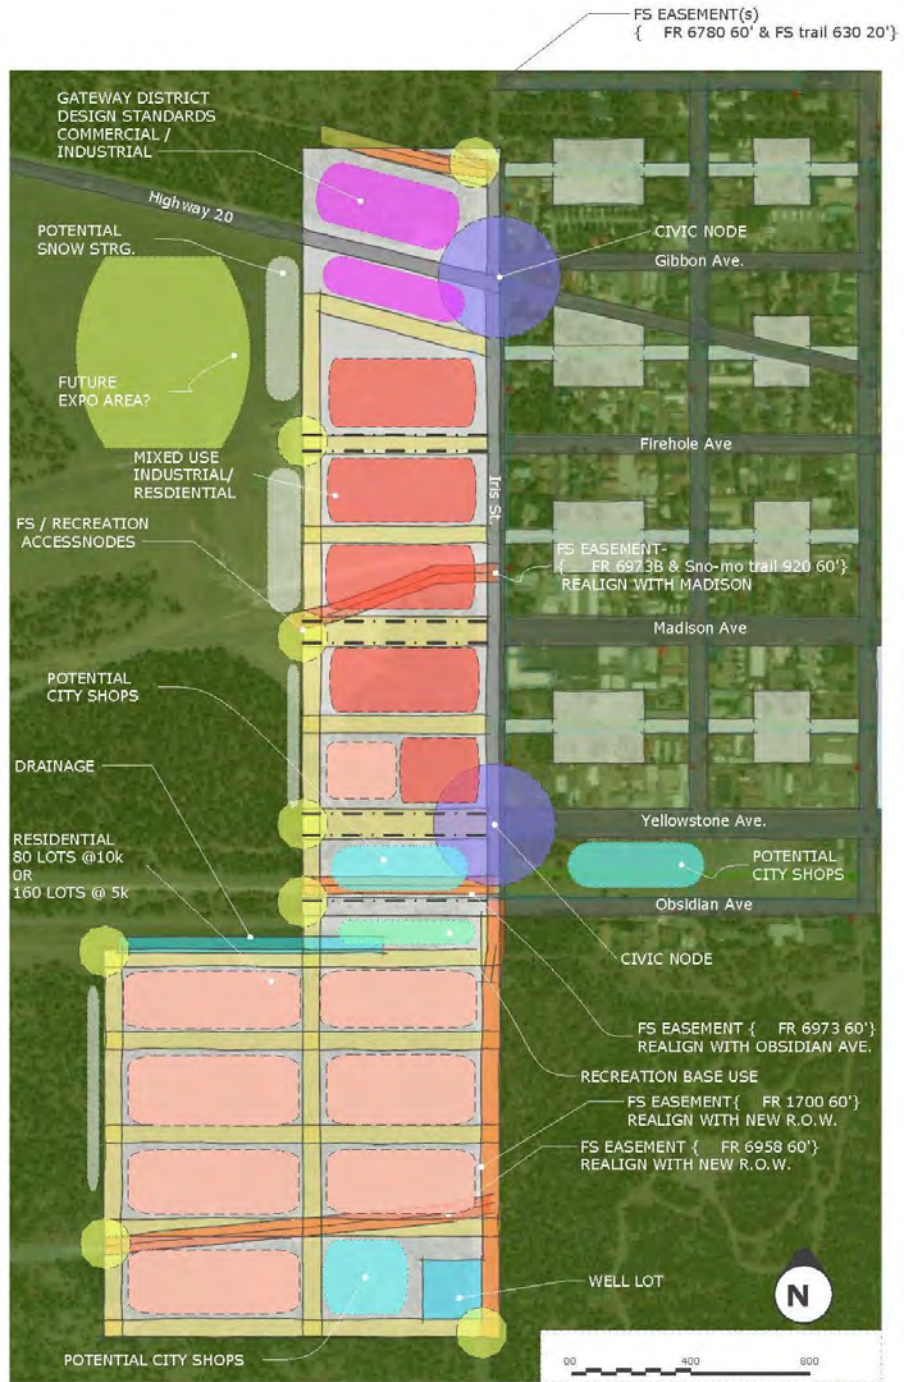 FS EASEMENT(s)
{ FR 6780 60' & FS trail 630 20'}
GATEWAY DISTRICT
DESIGN STANDARDS
COMMERCIAL /
INDUSTRIAL
Highway 20
POTENTIAL
SNOW STRG.
CIVIC NODE
Gibbon Ave.
FUTURE
EXPO AREA?
Firehole Ave
MIXED USE
INDUSTRIAL/
RESDIENTIAL
Iris St.
FS / RECREATION
ACCESSNODES
FS EASEMENT-
{ FR 6973B & Sno-mo trail 920 60'}
REALIGN WITH MADISON
Madison Ave
POTENTIAL
CITY SHOPS
DRAINAGE
Yellowstone Ave.
RESIDENTIAL
80 LOTS @10k
OR
160 LOTS @ 5k
POTENTIAL
CITY SHOPS
Obsidian Ave
CIVIC NODE
FS EASEMENT { FR 6973 60'}
REALIGN WITH OBSIDIAN AVE.
RECREATION BASE USE
FS EASEMENT{ FR 1700 60'}
REALIGN WITH NEW R.O.W.
FS EASEMENT { FR 6958 60'}
REALIGN WITH NEW R.O.W.
WELL LOT
N
POTENTIAL CITY SHOPS
00 400 800